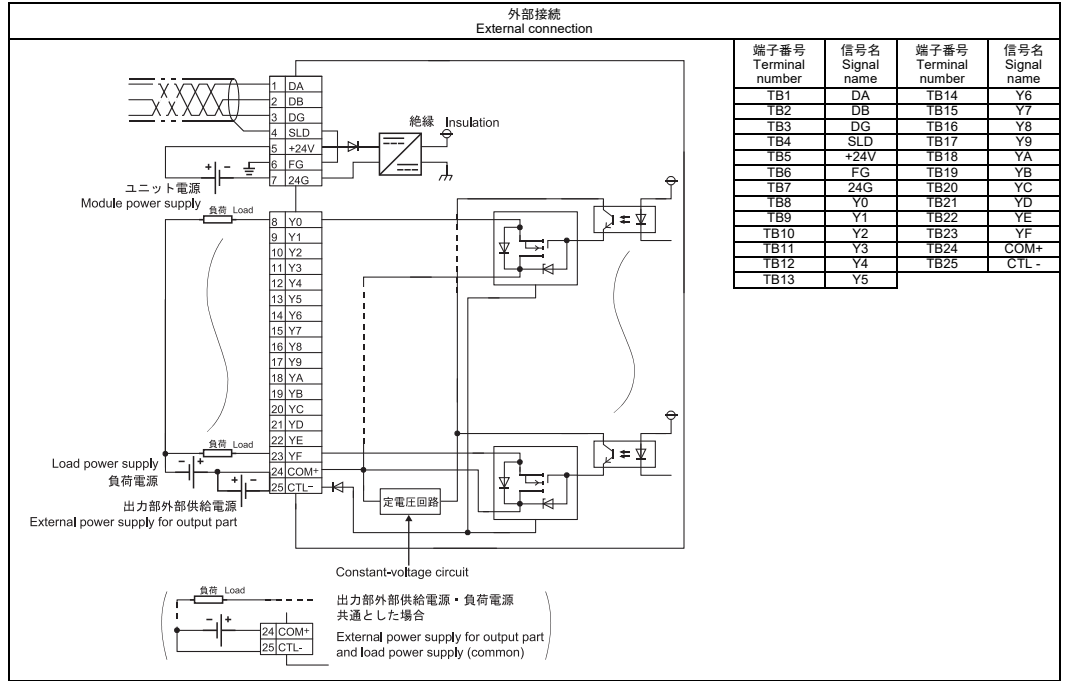 外部接続
External connection
端子番号 信号名 端子番号 信号名
Terminal Signal Terminal Signal
number name number name
TB1 DA TB14 Y6
TB2 DB TB15 Y7
TB3 DG TB16 Y8
TB4 SLD TB17 Y9
TB5 +24V TB18 YA
TB6 FG TB19 YB
TB7 24G TB20 YC
TB8 Y0 TB21 YD
TB9 Y1 TB22 YE
TB10 Y2 TB23 YF
TB11 Y3 TB24 COM+
TB12 Y4 TB25 CTL -
TB13 Y5
1 DA
2 DB
3 DG
4 SLD
5 +24V
6 FG
7 24G
絶縁 Insulation
+ -
ユニット電源
Module power supply
負荷 Load
8 Y0
9 Y1
10 Y2
11 Y3
12 Y4
13 Y5
14 Y6
15 Y7
16 Y8
17 Y9
18 YA
19 YB
20 YC
21 YD
22 YE
23 YF
24 COM+
25 CTL-
負荷 Load
Load power supply
負荷電源
- +
+ -
出力部外部供給電源
External power supply for output part
定電圧回路
Constant-voltage circuit
負荷 Load
- +
24 COM+
25 CTL-
出力部外部供給電源・負荷電源
共通とした場合
External power supply for output part
and load power supply (common)